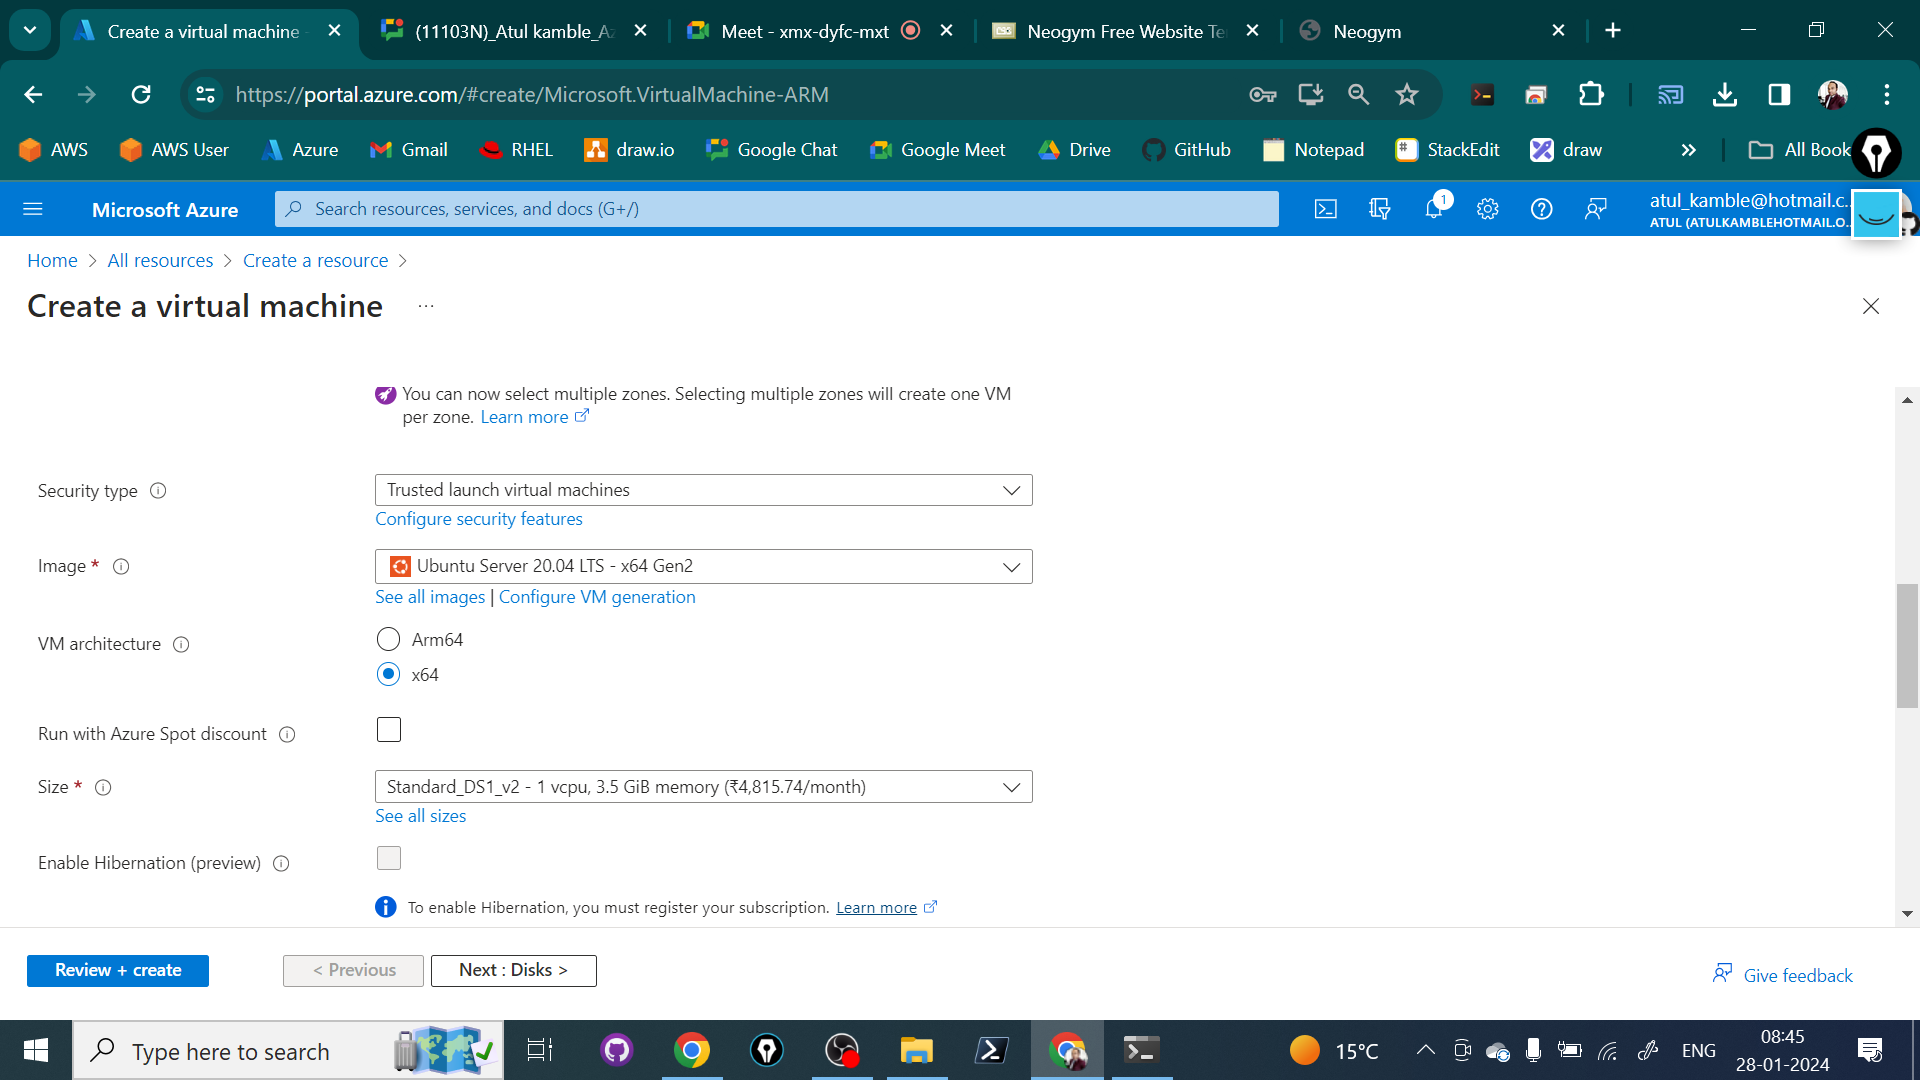 Create a virtual machine
(11103N)_Atul kamble_Az
Meet - xmx-dyfc-mxt
Neogym Free Website Te
Neogym
https://portal.azure.com/#create/Microsoft.VirtualMachine-ARM
AWS
AWS User
Azure
Gmail
RHEL
draw.io
Google Chat
Google Meet
Drive
GitHub
Notepad
StackEdit
draw
All Book
Microsoft Azure
Search resources, services, and docs (G+/)
1
atul_kamble@hotmail.c...
ATUL (ATULKAMBLEHOTMAIL.O...
Home > All resources > Create a resource >
Create a virtual machine ...
You can now select multiple zones. Selecting multiple zones will create one VM
per zone. Learn more
Security type
Trusted launch virtual machines
Configure security features
Image *
Ubuntu Server 20.04 LTS - x64 Gen2
See all images | Configure VM generation
VM architecture
Arm64
x64
Run with Azure Spot discount
Size *
Standard_DS1_v2 - 1 vcpu, 3.5 GiB memory (₹4,815.74/month)
See all sizes
Enable Hibernation (preview)
To enable Hibernation, you must register your subscription. Learn more
Review + create
< Previous
Next : Disks >
Give feedback
Type here to search
15°C
ENG
08:45
28-01-2024